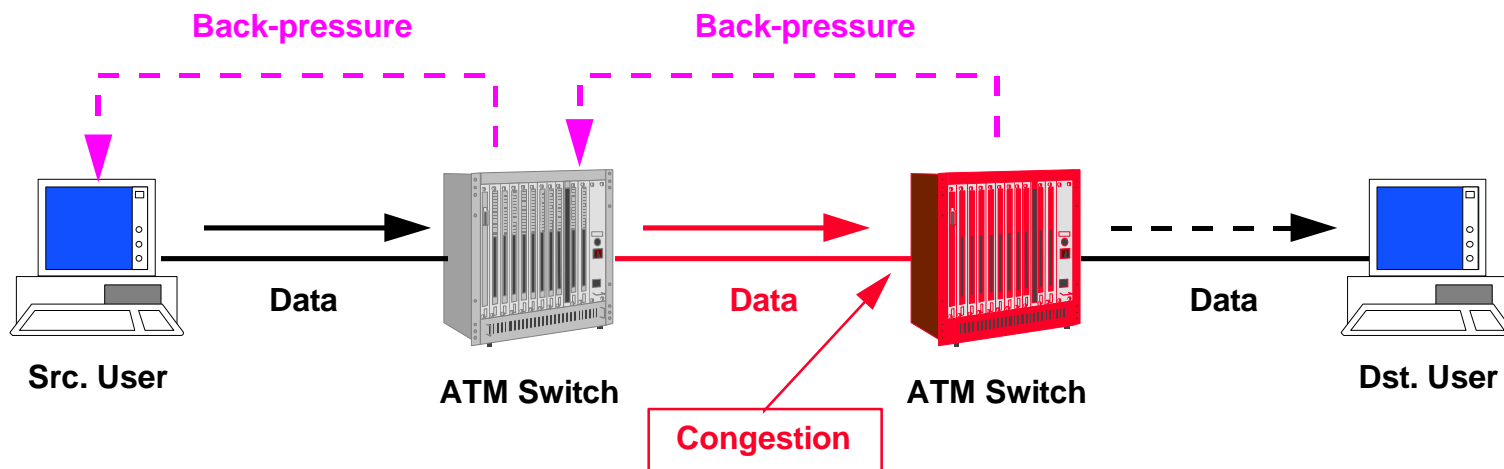 Back-pressure
Back-pressure
Data
Data
Data
Src. User
ATM Switch
ATM Switch
Dst. User
Congestion